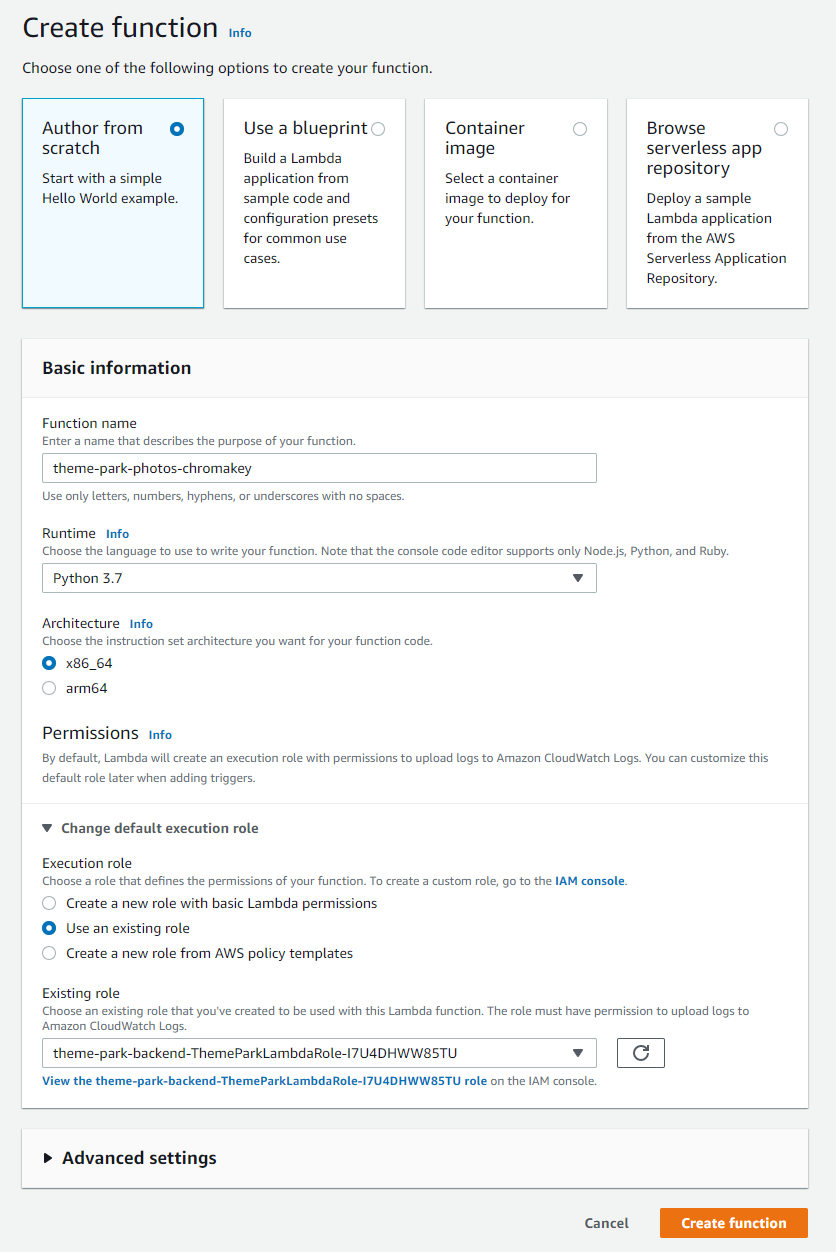 Create function Info
Choose one of the following options to create your function.
Author from
scratch
Start with a simple
Hello World example.
Use a blueprint
Build a Lambda
application from
sample code and
configuration presets
for common use
cases.
Container
image
Select a container
image to deploy for
your function.
Browse
serverless app
repository
Deploy a sample
Lambda application
from the AWS
Serverless Application
Repository.
Basic information
Function name
Enter a name that describes the purpose of your function.
theme-park-photos-chromakey
Use only letters, numbers, hyphens, or underscores with no spaces.
Runtime Info
Choose the language to use to write your function. Note that the console code editor supports only Node.js, Python, and Ruby.
Python 3.7
Architecture Info
Choose the instruction set architecture you want for your function code.
x86_64
arm64
Permissions Info
By default, Lambda will create an execution role with permissions to upload logs to Amazon CloudWatch Logs. You can customize this
default role later when adding triggers.
Change default execution role
Execution role
Choose a role that defines the permissions of your function. To create a custom role, go to the IAM console.
Create a new role with basic Lambda permissions
Use an existing role
Create a new role from AWS policy templates
Existing role
Choose an existing role that you've created to be used with this Lambda function. The role must have permission to upload logs to
Amazon CloudWatch Logs.
theme-park-backend-ThemeParkLambdaRole-I7U4DHWW85TU
View the theme-park-backend-ThemeParkLambdaRole-I7U4DHWW85TU role on the IAM console.
Advanced settings
Cancel Create function